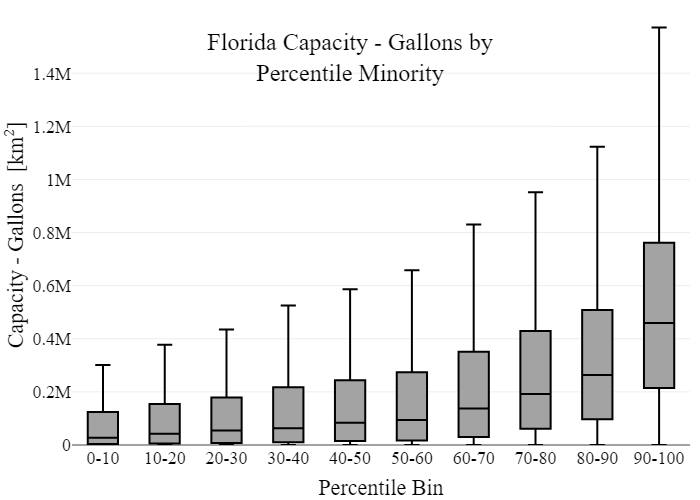 Florida Capacity - Gallons by
Percentile Minority
Capacity - Gallons [km²]
1.4M
1.2M
1M
0.8M
0.6M
0.4M
0.2M
0
0-10 10-20 20-30 30-40 40-50 50-60 60-70 70-80 80-90 90-100
Percentile Bin